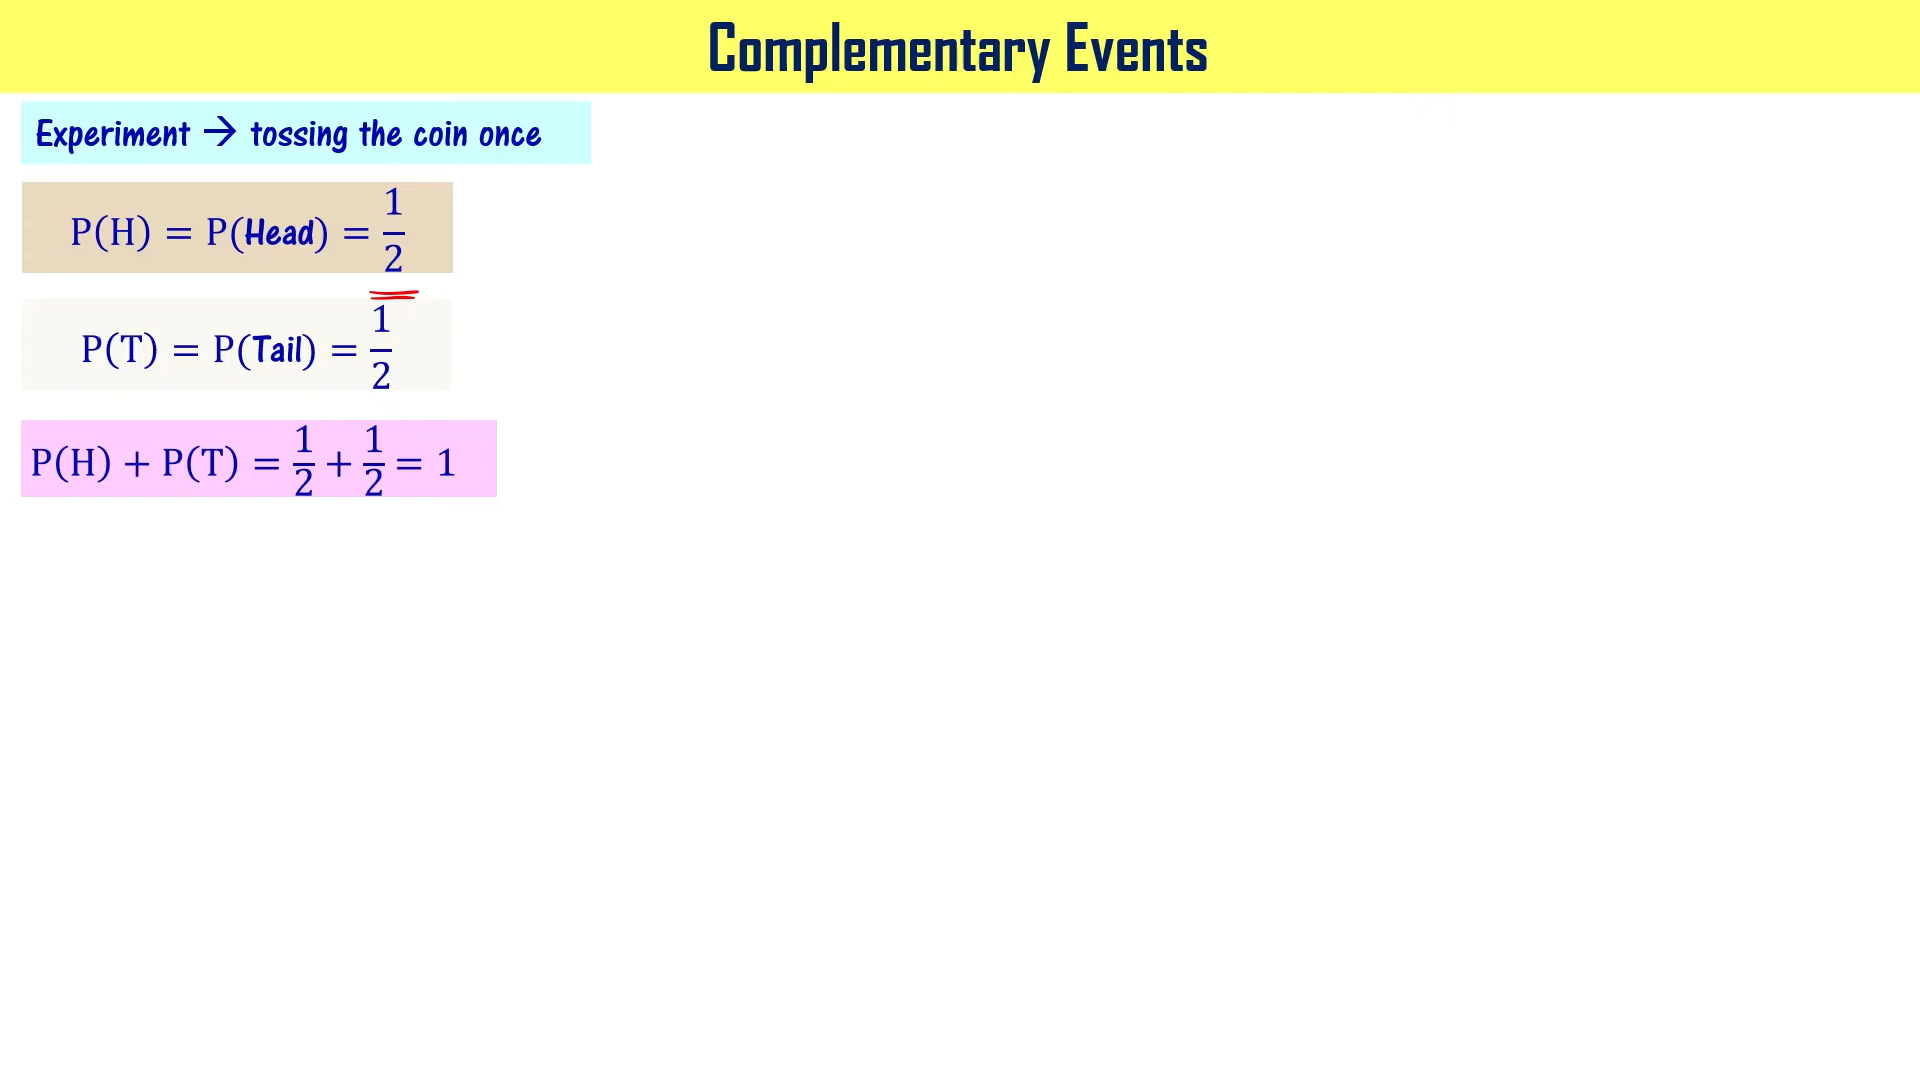 Complementary Events
Experiment → tossing the coin once
P(H) = P(Head) = 1/2
P(T) = P(Tail) = 1/2
P(H) + P(T) = 1/2 + 1/2 = 1